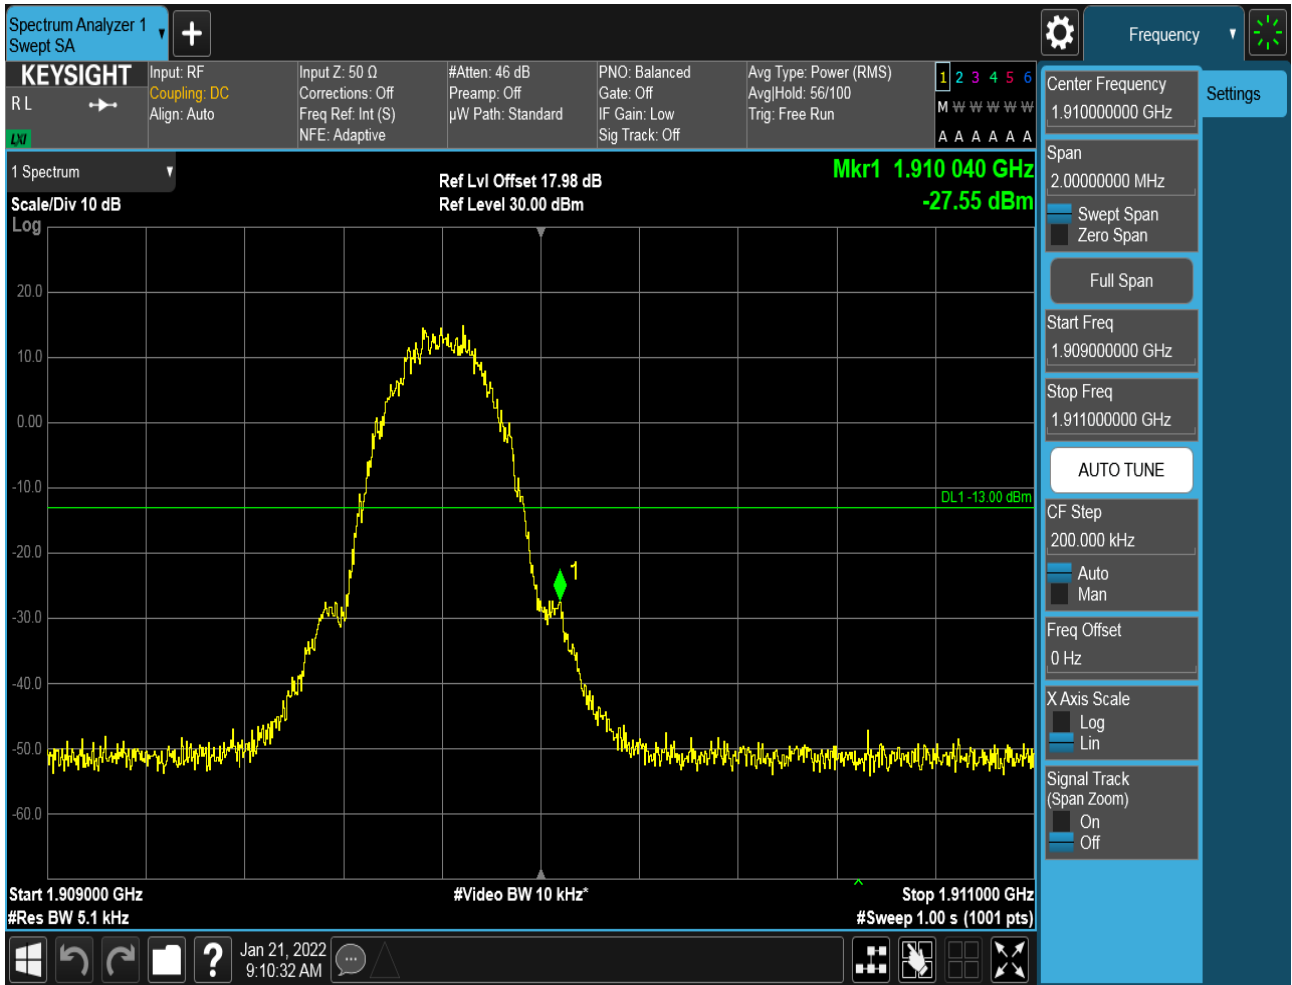 Spectrum Analyzer 1
Swept SA
Frequency
KEYSIGHT
R L
LXI
Input: RF
Coupling: DC
Align: Auto
Input Z: 50 Ω
Corrections: Off
Freq Ref: Int (S)
NFE: Adaptive
#Atten: 46 dB
Preamp: Off
µW Path: Standard
PNO: Balanced
Gate: Off
IF Gain: Low
Sig Track: Off
Avg Type: Power (RMS)
Avg|Hold: 56/100
Trig: Free Run
1 2 3 4 5 6
M W W W W W
A A A A A A
1 Spectrum
Scale/Div 10 dB
Log
Ref Lvl Offset 17.98 dB
Ref Level 30.00 dBm
Mkr1 1.910 040 GHz
-27.55 dBm
20.0
10.0
0.00
-10.0
-20.0
-30.0
-40.0
-50.0
-60.0
DL1 -13.00 dBm
1
Start 1.909000 GHz
#Res BW 5.1 kHz
#Video BW 10 kHz*
Stop 1.911000 GHz
#Sweep 1.00 s (1001 pts)
Center Frequency
1.910000000 GHz
Settings
Span
2.00000000 MHz
Swept Span
Zero Span
Full Span
Start Freq
1.909000000 GHz
Stop Freq
1.911000000 GHz
AUTO TUNE
CF Step
200.000 kHz
Auto
Man
Freq Offset
0 Hz
X Axis Scale
Log
Lin
Signal Track
(Span Zoom)
On
Off
?
Jan 21, 2022
9:10:32 AM